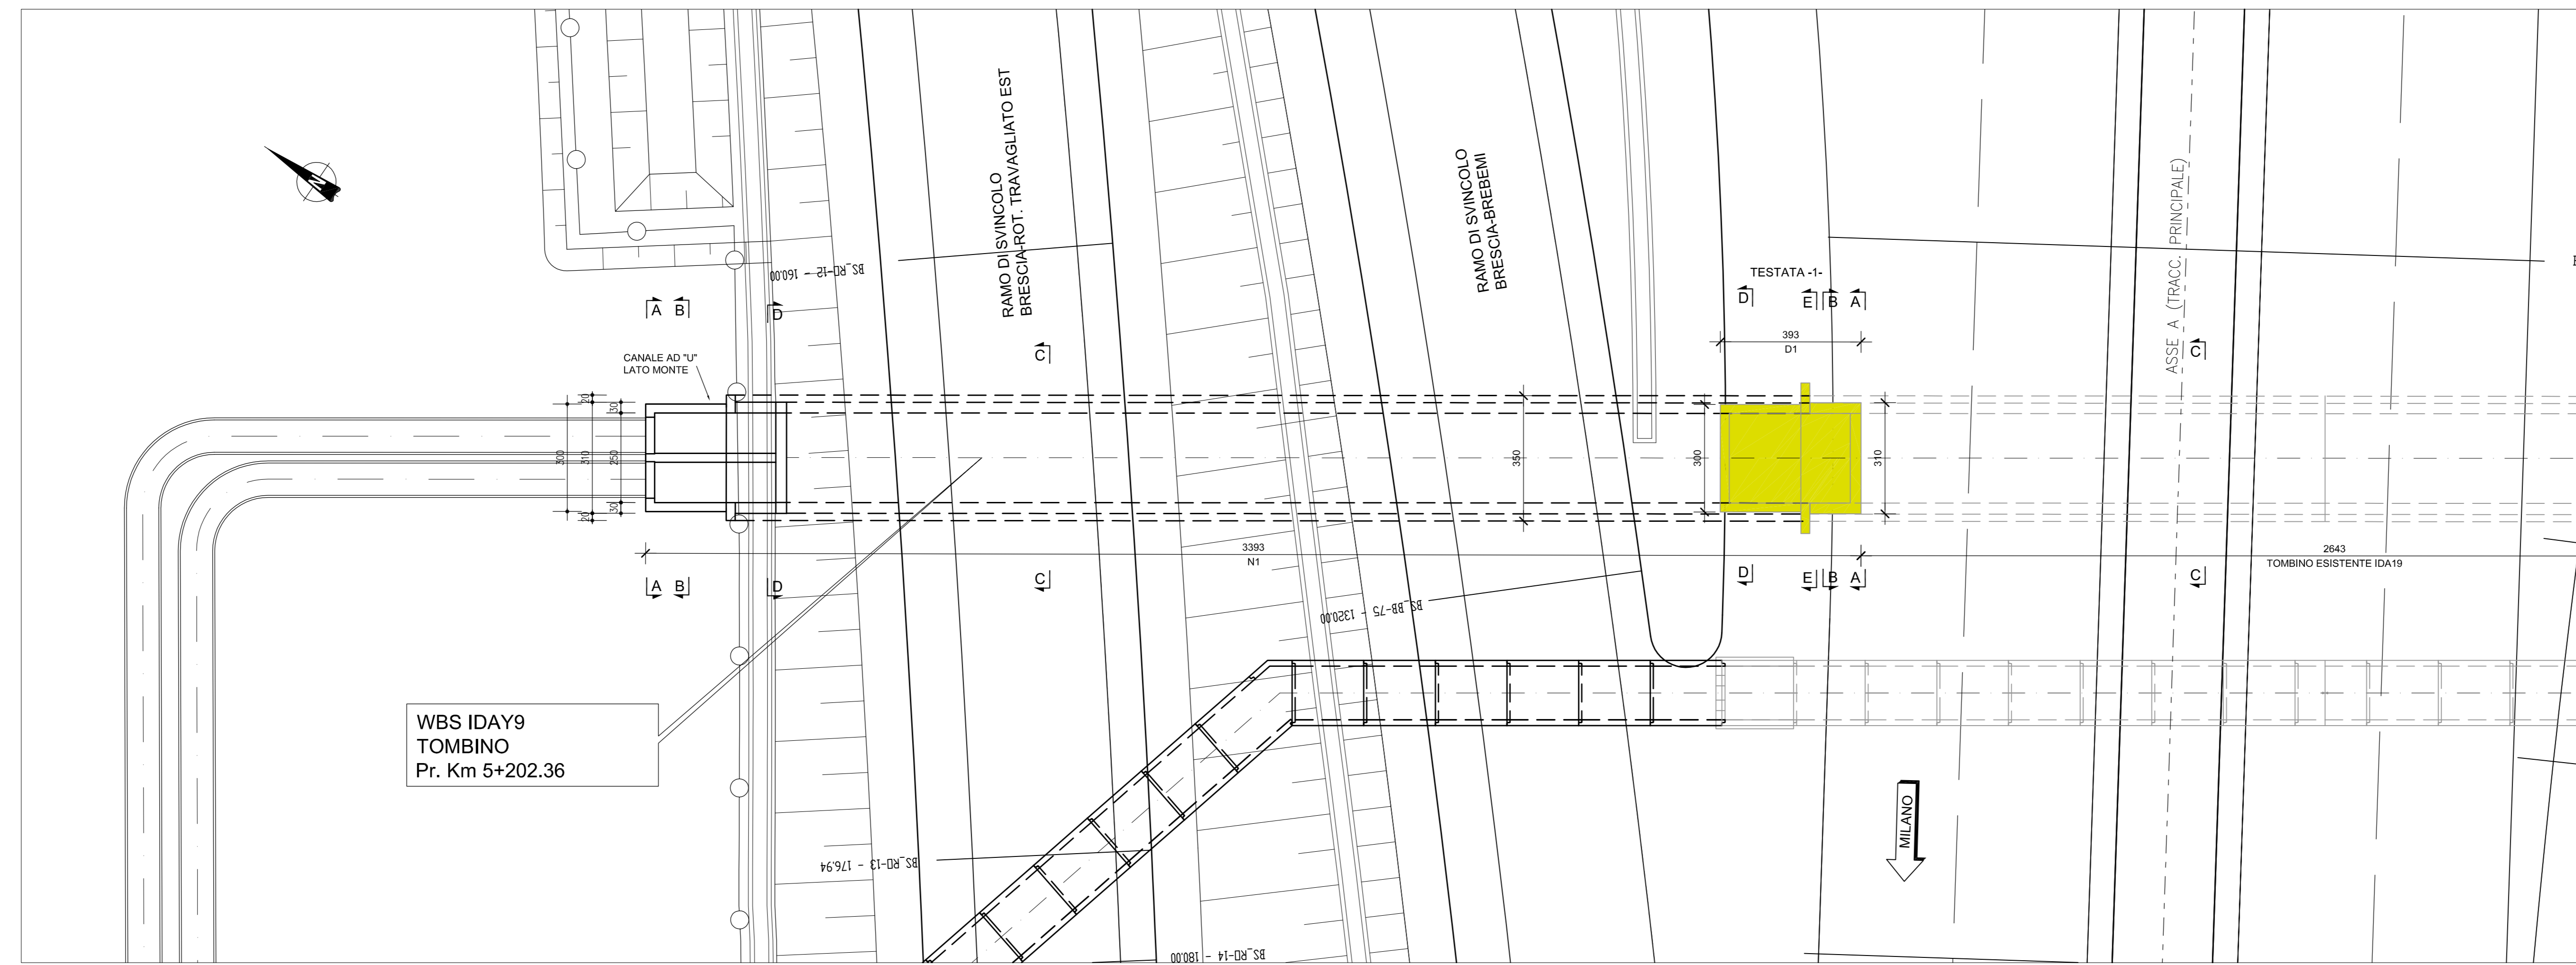 N
RAMO DI SVINCOLO
BRESCIA-ROT. TRAVAGLIATO EST
RAMO DI SVINCOLO
BRESCIA-BREBEMI
ASSE A (TRACC. PRINCIPALE)
BS_RD-12 - 160.00
TESTATA -1-
A B D
C
D E B A
C
393
D1
CANALE AD "U"
LATO MONTE
20
30
300
310
250
30
20
350
300
310
3393
N1
2643
TOMBINO ESISTENTE IDA19
A B D
C
D E B A
C
BS_BB-75 - 1320.00
WBS IDAY9
TOMBINO
Pr. Km 5+202.36
MILANO
BS_RD-13 - 176.94
BS_RD-14 - 180.00